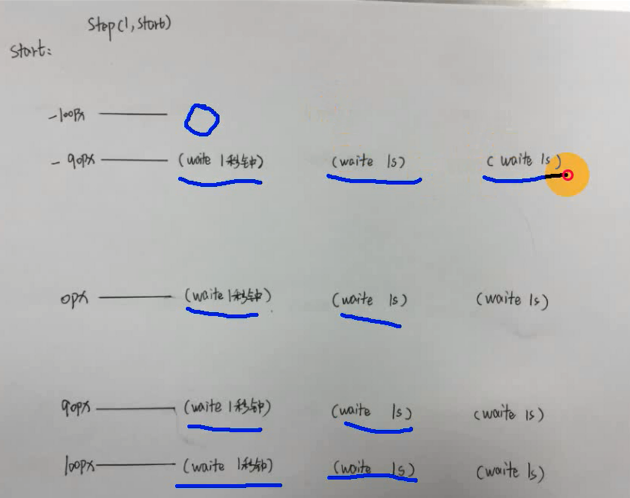 Step(1,start)
Start:
-100px
-90px (waite 1秒钟) (waite 1s) (waite 1s)
0px (waite 1秒钟) (waite 1s) (waite 1s)
90px (waite 1秒钟) (waite 1s) (waite 1s)
100px (waite 1秒钟) (waite 1s) (waite 1s)